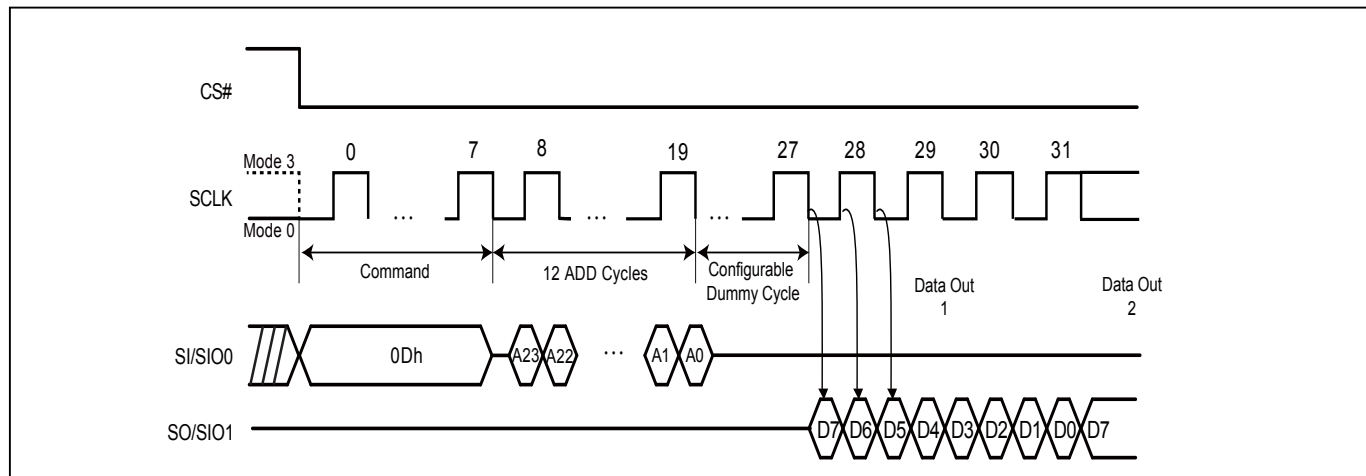 CS#
0 7 8 19 27 28 29 30 31
Mode 3
SCLK
... ... ...
Mode 0
Command
12 ADD Cycles
Configurable
Dummy Cycle
Data Out
1
Data Out
2
SI/SIO0
0Dh
A23 A22 ... A1 A0
SO/SIO1
D7 D6 D5 D4 D3 D2 D1 D0 D7